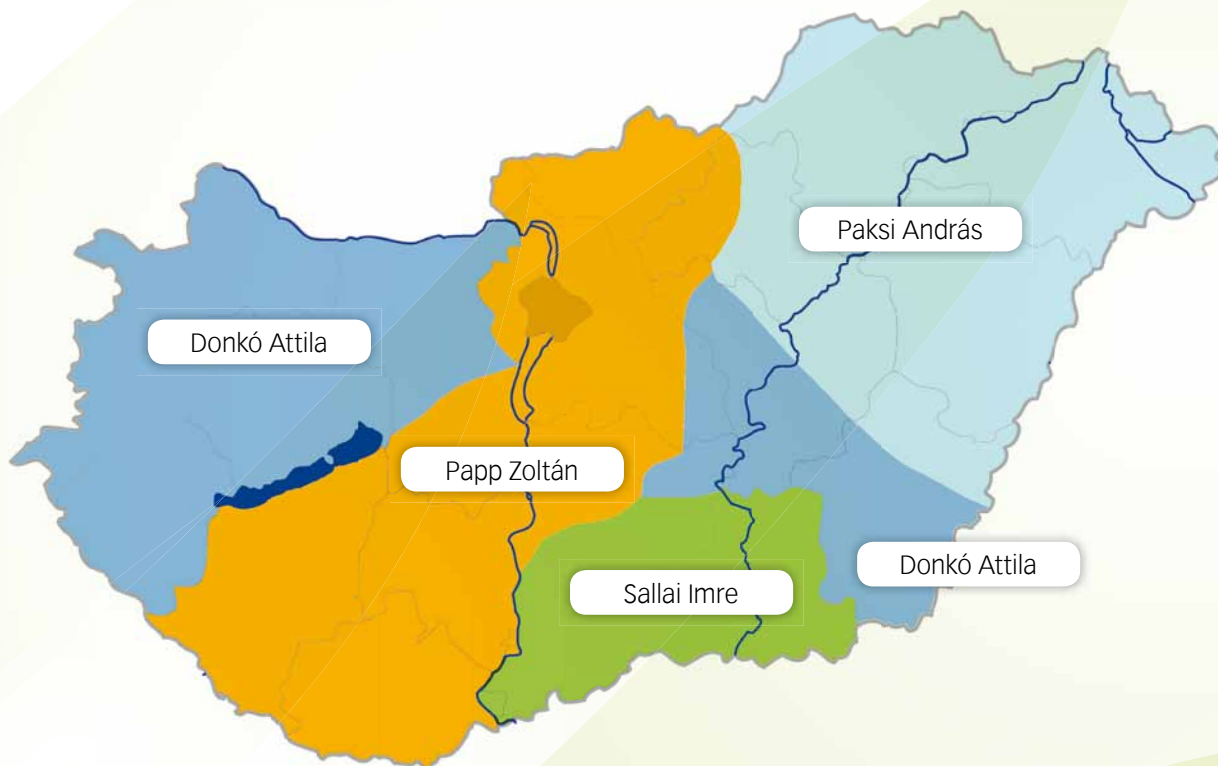 Paksi András
Donkó Attila
Papp Zoltán
Donkó Attila
Sallai Imre